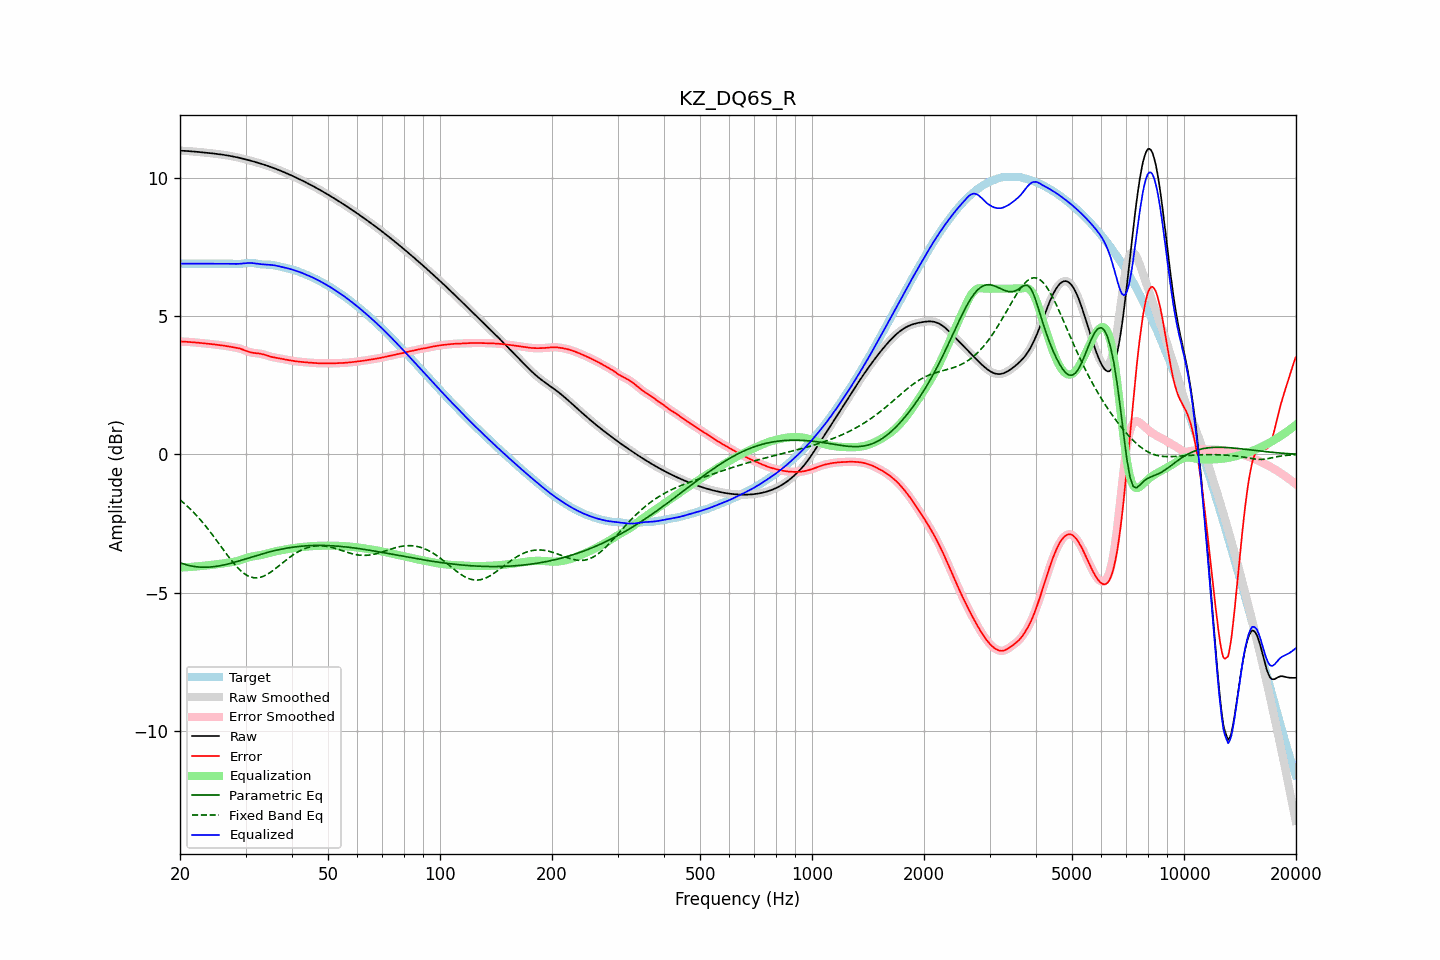 KZ_DQ6S_R
Amplitude (dBr)
10
5
0
−5
−10
Target
Raw Smoothed
Error Smoothed
Raw
Error
Equalization
Parametric Eq
Fixed Band Eq
Equalized
20
50
100
200
500
1000
2000
5000
10000
20000
Frequency (Hz)